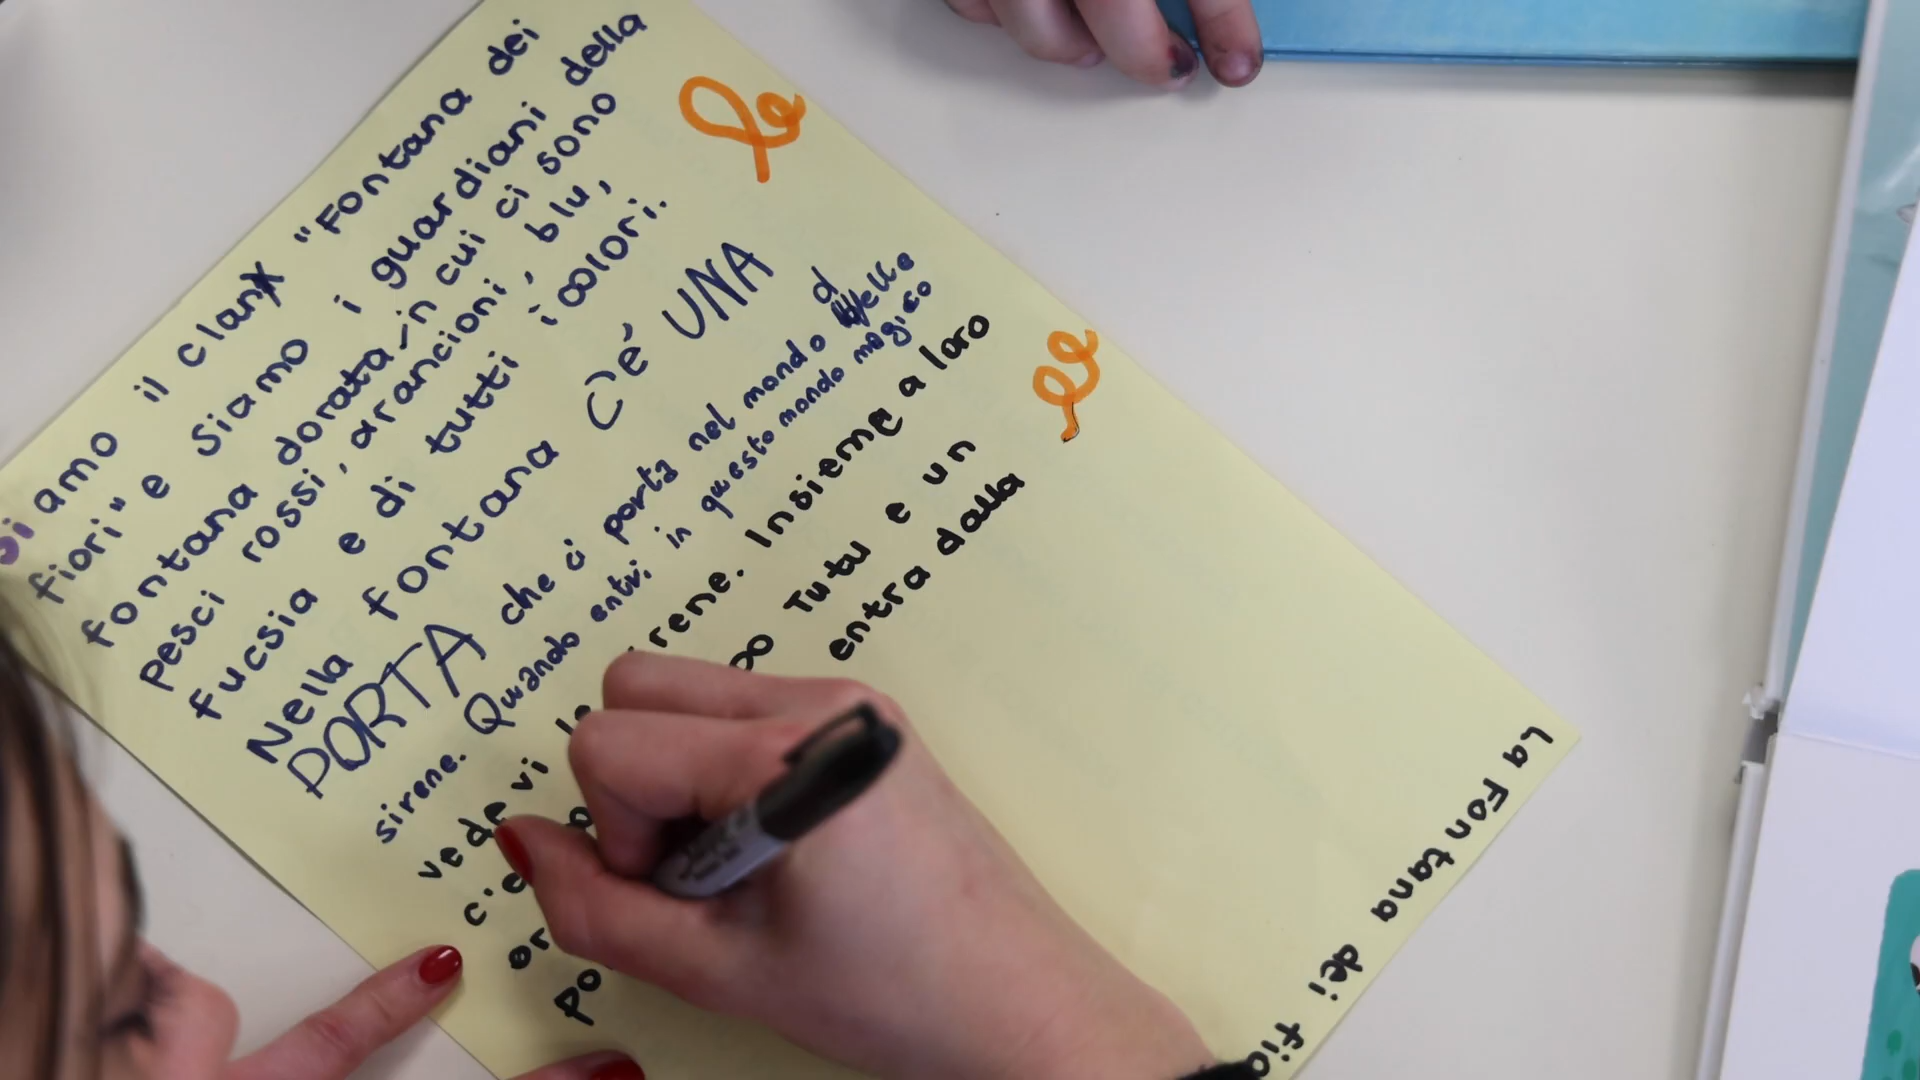 Siamo il clan "Fontana dei
fiori" e siamo i guardiani della
fontana dorata in cui ci sono
pesci rossi, arancioni, blu,
fucsia e di tutti i colori.
Nella fontana C'è UNA
PORTA che ci porta nel mondo delle
sirene. Quando entri in questo mondo magico
vedrvi le sirene. Insieme a loro
c'è Tutu e un
entra dalla
La Fontana dei fio